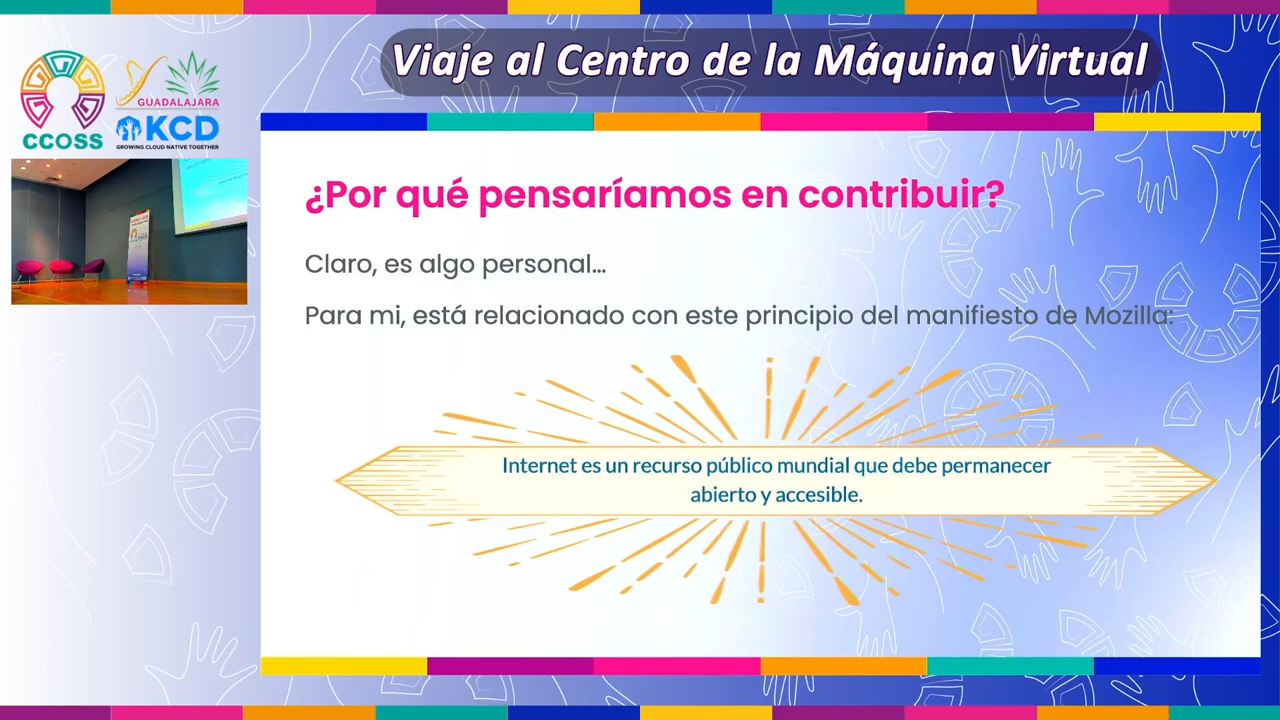 Viaje al Centro de la Máquina Virtual
CCOSS
GUADALAJARA
KCD
GROWING CLOUD NATIVE TOGETHER
¿Por qué pensaríamos en contribuir?
Claro, es algo personal...
Para mi, está relacionado con este principio del manifiesto de Mozilla:
Internet es un recurso público mundial que debe permanecer
abierto y accesible.